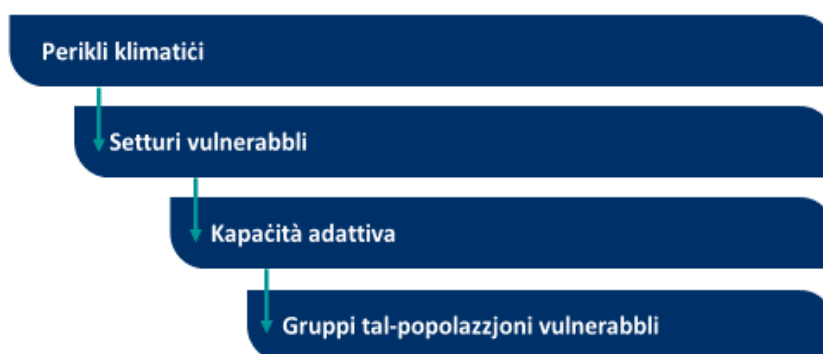 Perikli klimatiċi
Setturi vulnerabbli
Kapaċità adattiva
Gruppi tal-popolazzjoni vulnerabbli